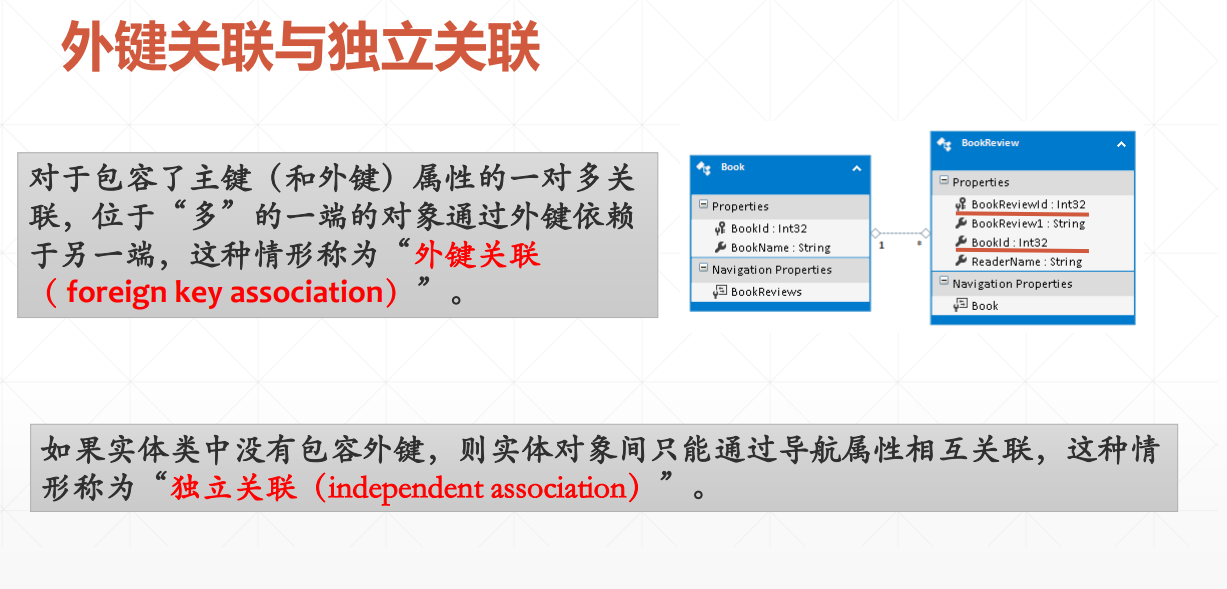 外键关联与独立关联
对于包容了主键（和外键）属性的一对多关
联，位于“多”的一端的对象通过外键依赖
于另一端，这种情形称为“外键关联
（ foreign key association）”。
Book
Properties
BookId : Int32
BookName : String
Navigation Properties
BookReviews
1
*
BookReview
Properties
BookReviewId : Int32
BookReview1 : String
BookId : Int32
ReaderName : String
Navigation Properties
Book
如果实体类中没有包容外键，则实体对象间只能通过导航属性相互关联，这种情
形称为“独立关联（independent association）”。